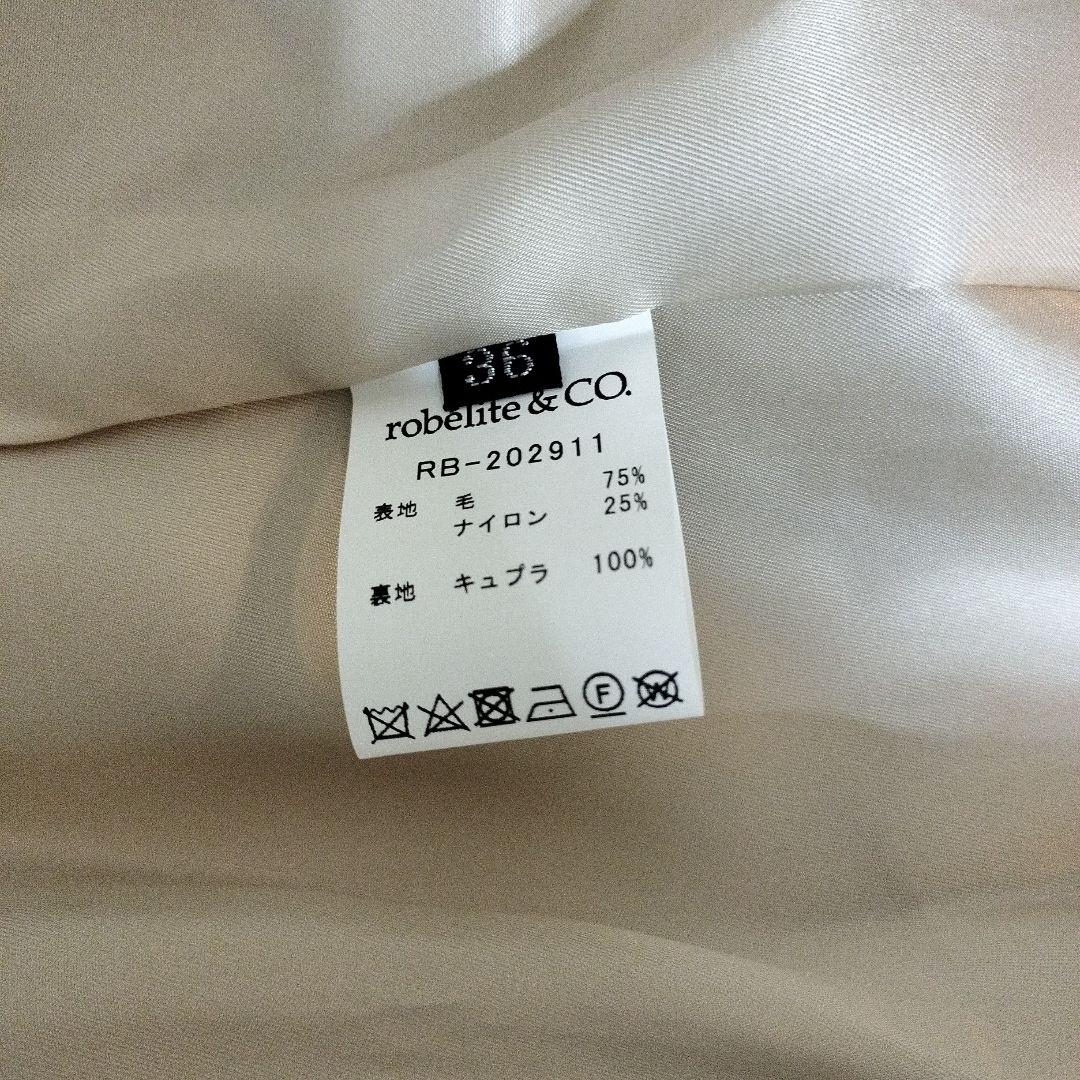 36
robélite & CO.
RB-202911
表地 毛 75%
ナイロン 25%
裏地 キュプラ 100%
F W